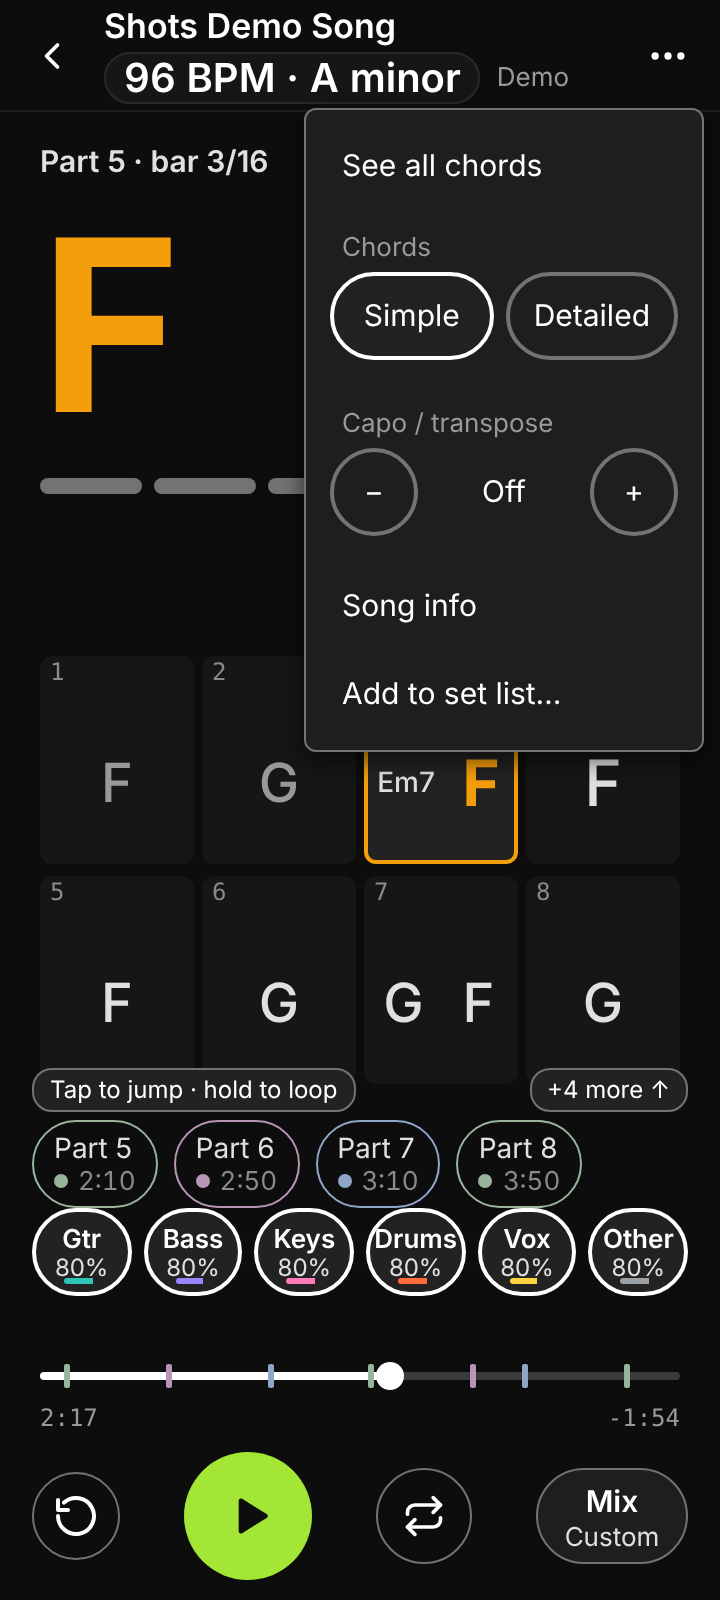 Shots Demo Song
96 BPM · A minor
Demo
Part 5 · bar 3/16
See all chords
F
Chords
Simple
Detailed
Capo / transpose
−
Off
+
Song info
Add to set list...
1
2
F
G
Em7 F
F
5
6
7
8
F
G
G F
G
Tap to jump · hold to loop
+4 more ↑
Part 5
2:10
Part 6
2:50
Part 7
3:10
Part 8
3:50
Gtr
80%
Bass
80%
Keys
80%
Drums
80%
Vox
80%
Other
80%
2:17
-1:54
Mix
Custom